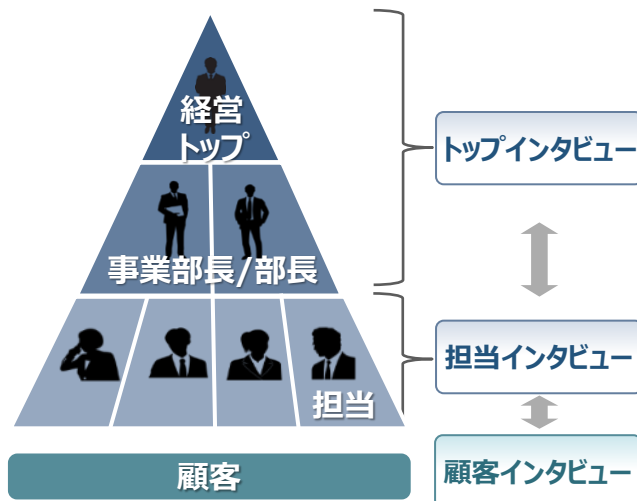 経営
トップ
事業部長/部長
担当
顧客
トップインタビュー
担当インタビュー
顧客インタビュー